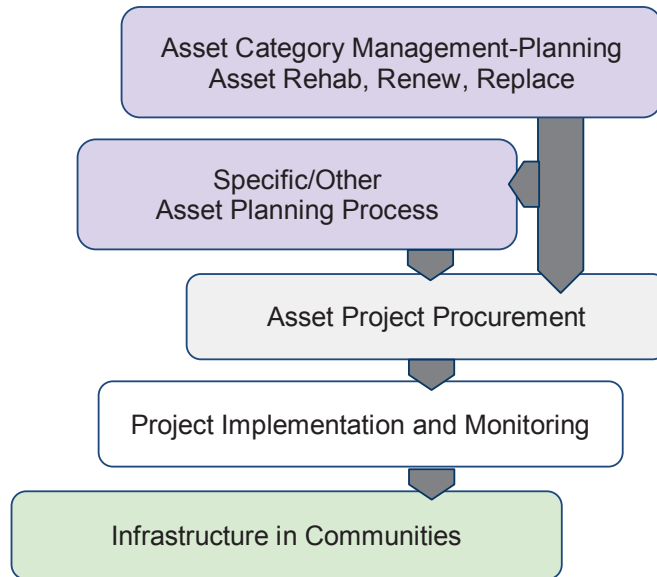 Asset Category Management-Planning
Asset Rehab, Renew, Replace
Specific/Other
Asset Planning Process
Asset Project Procurement
Project Implementation and Monitoring
Infrastructure in Communities